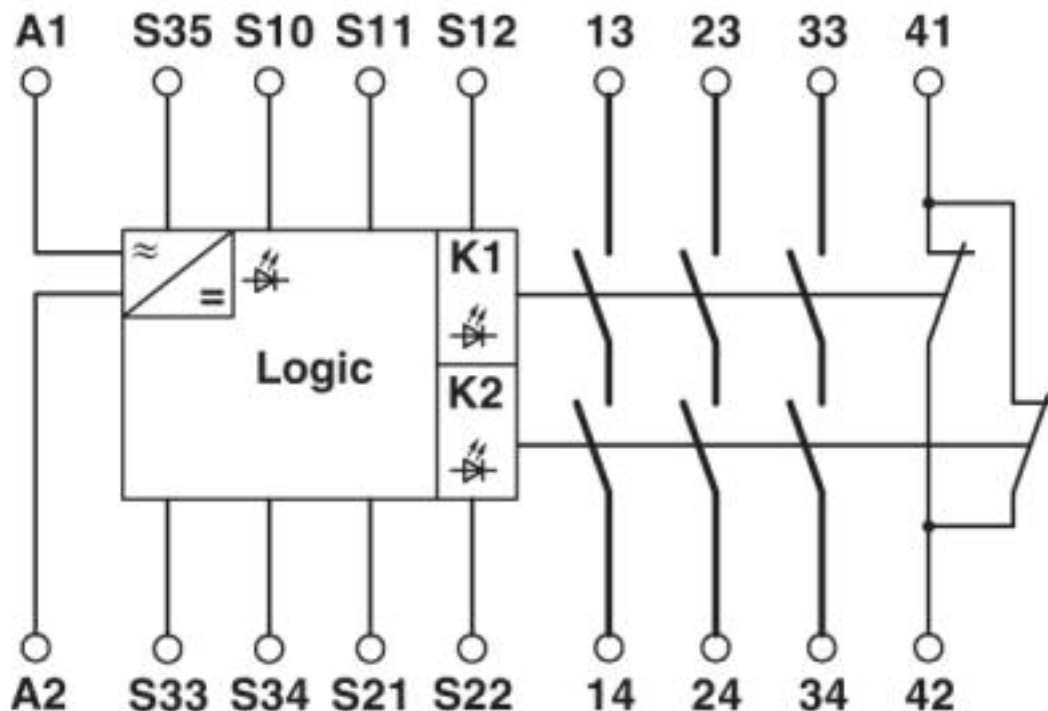 A1 S35 S10 S11 S12 13 23 33 41
≈ =
K1
Logic
K2
A2 S33 S34 S21 S22 14 24 34 42